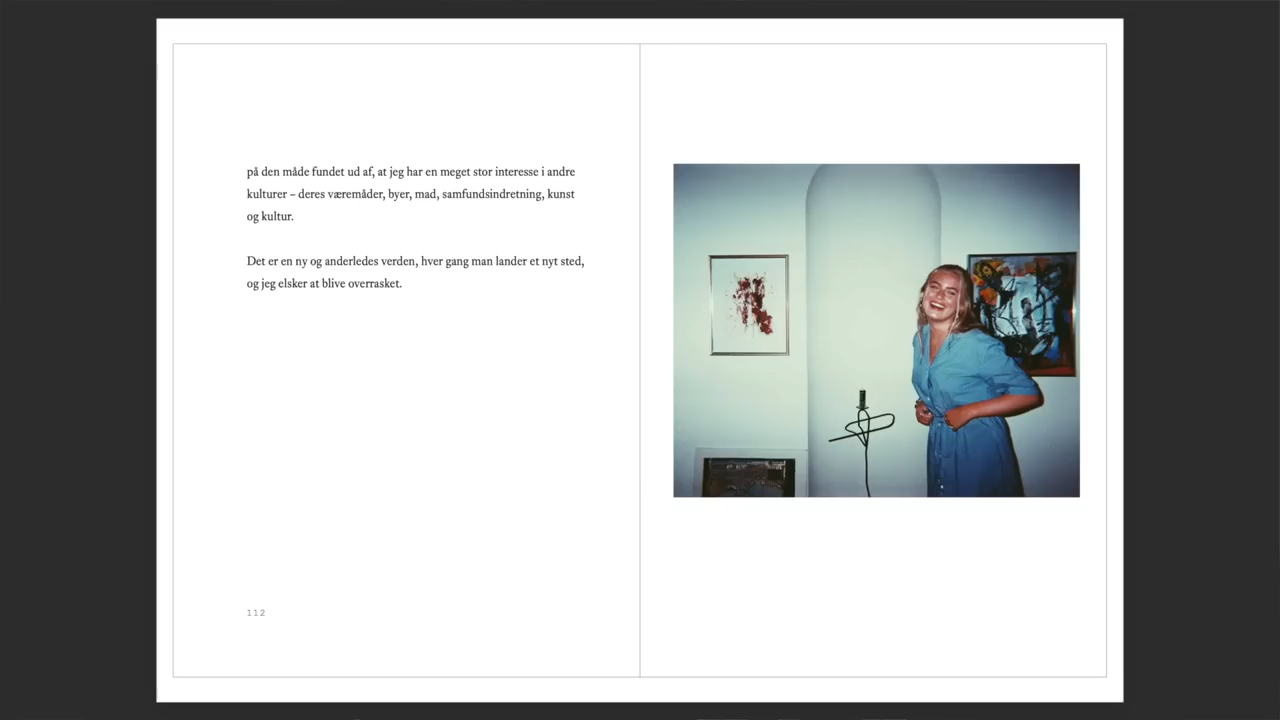 på den måde fundet ud af, at jeg har en meget stor interesse i andre
kulturer – deres væremåder, byer, mad, samfundsindretning, kunst
og kultur.
Det er en ny og anderledes verden, hver gang man lander et nyt sted,
og jeg elsker at blive overrasket.
112